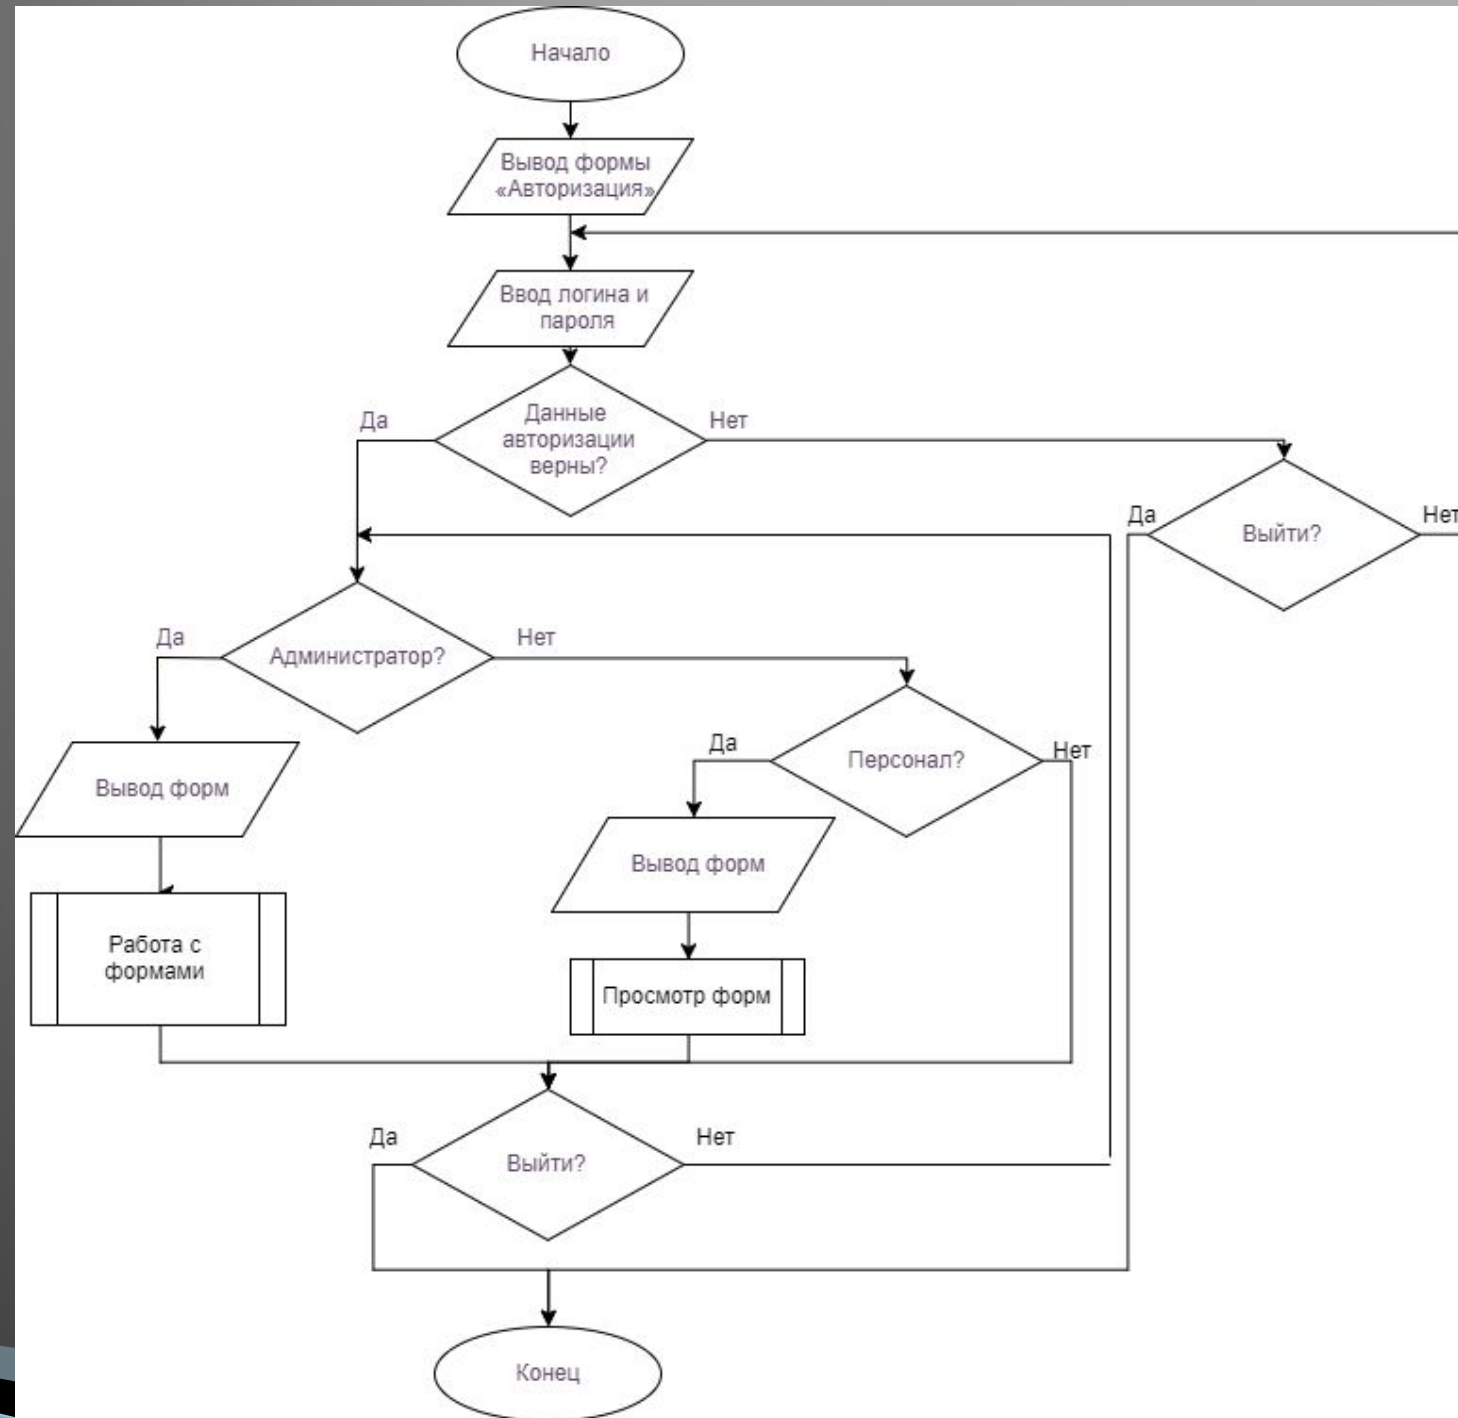 Начало
Вывод формы
«Авторизация»
Ввод логина и
пароля
Да
Данные
авторизации
верны?
Нет
Да
Выйти?
Нет
Да
Администратор?
Нет
Да
Персонал?
Нет
Вывод форм
Вывод форм
Работа с
формами
Просмотр форм
Да
Выйти?
Нет
Конец